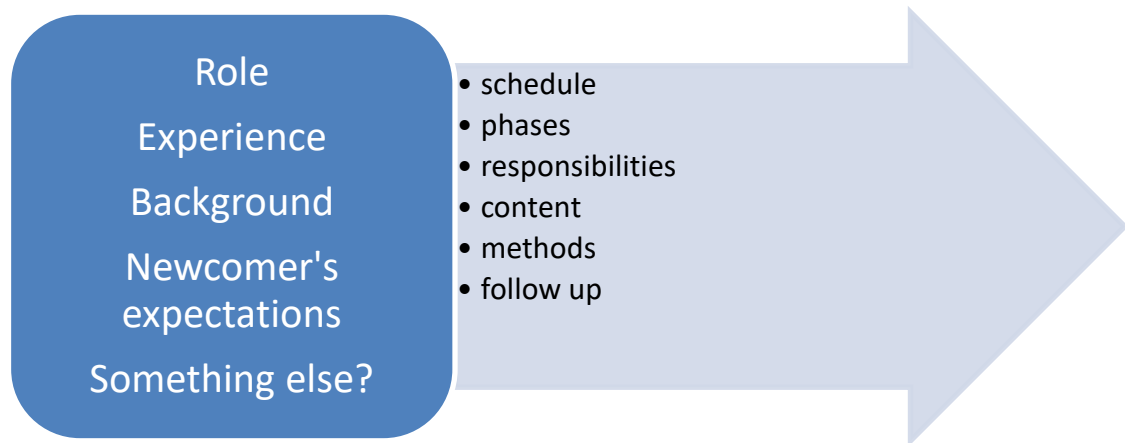 Role
Experience
Background
Newcomer's
expectations
Something else?
• schedule
• phases
• responsibilities
• content
• methods
• follow up